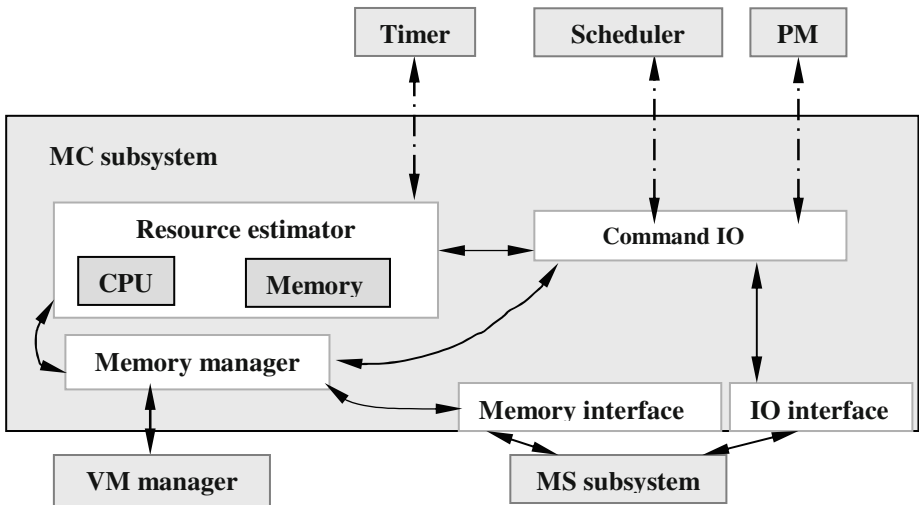 Timer
Scheduler
PM
MC subsystem
Resource estimator
Command IO
CPU
Memory
Memory manager
Memory interface
IO interface
VM manager
MS subsystem